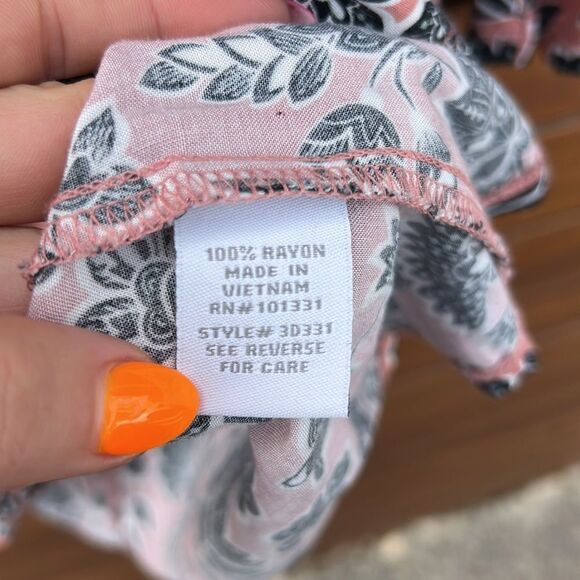 100% RAYON
MADE IN
VIETNAM
RN#101331
STYLE# 3D331
SEE REVERSE
FOR CARE